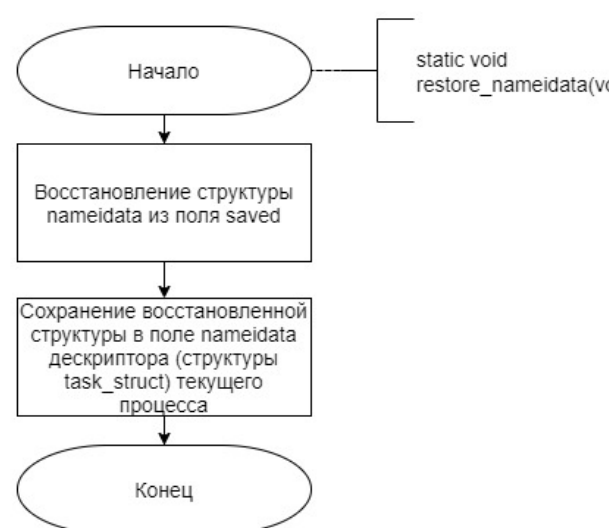 Начало
static void
restore_nameidata(vo
Восстановление структуры
nameidata из поля saved
Сохранение восстановленной
структуры в поле nameidata
дескриптора (структуры
task_struct) текущего
процесса
Конец